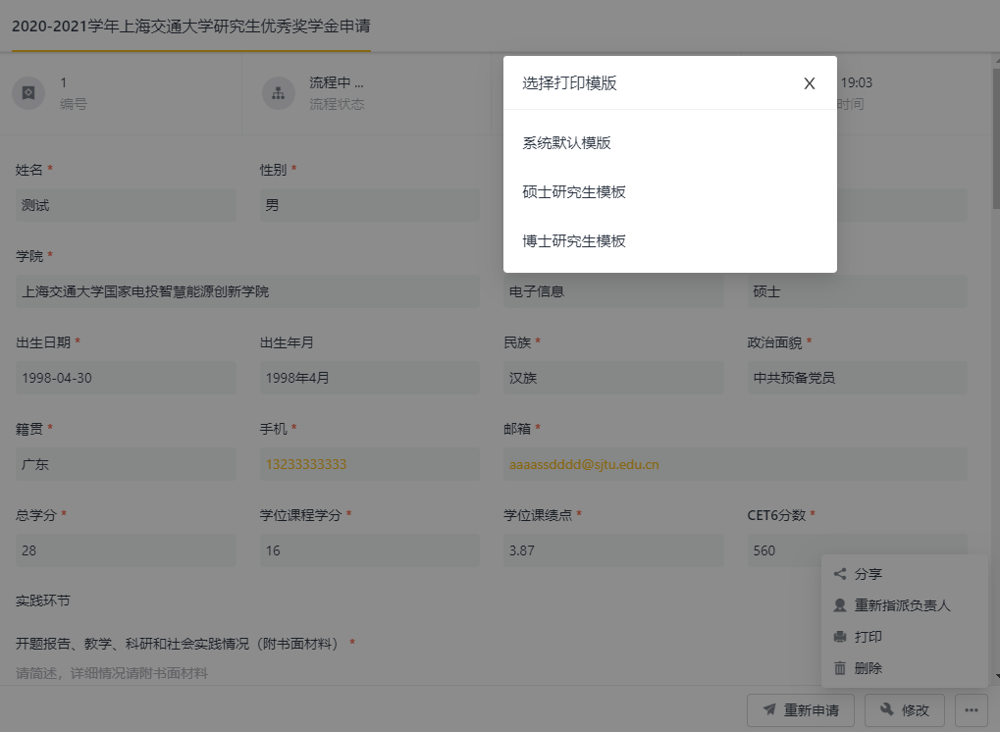 2020-2021学年上海交通大学研究生优秀奖学金申请
1
编号
流程中 ...
流程状态
19:03
时间
选择打印模版
X
系统默认模版
硕士研究生模板
博士研究生模板
姓名 *
性别 *
测试
男
学院 *
上海交通大学国家电投智慧能源创新学院
电子信息
硕士
出生日期 *
出生年月
民族 *
政治面貌 *
1998-04-30
1998年4月
汉族
中共预备党员
籍贯 *
手机 *
邮箱 *
广东
13233333333
aaaassdddd@sjtu.edu.cn
总学分 *
学位课程学分 *
学位课绩点 *
CET6分数 *
28
16
3.87
560
实践环节
开题报告、教学、科研和社会实践情况（附书面材料） *
请简述，详细情况请附书面材料
分享
重新指派负责人
打印
删除
重新申请
修改
...